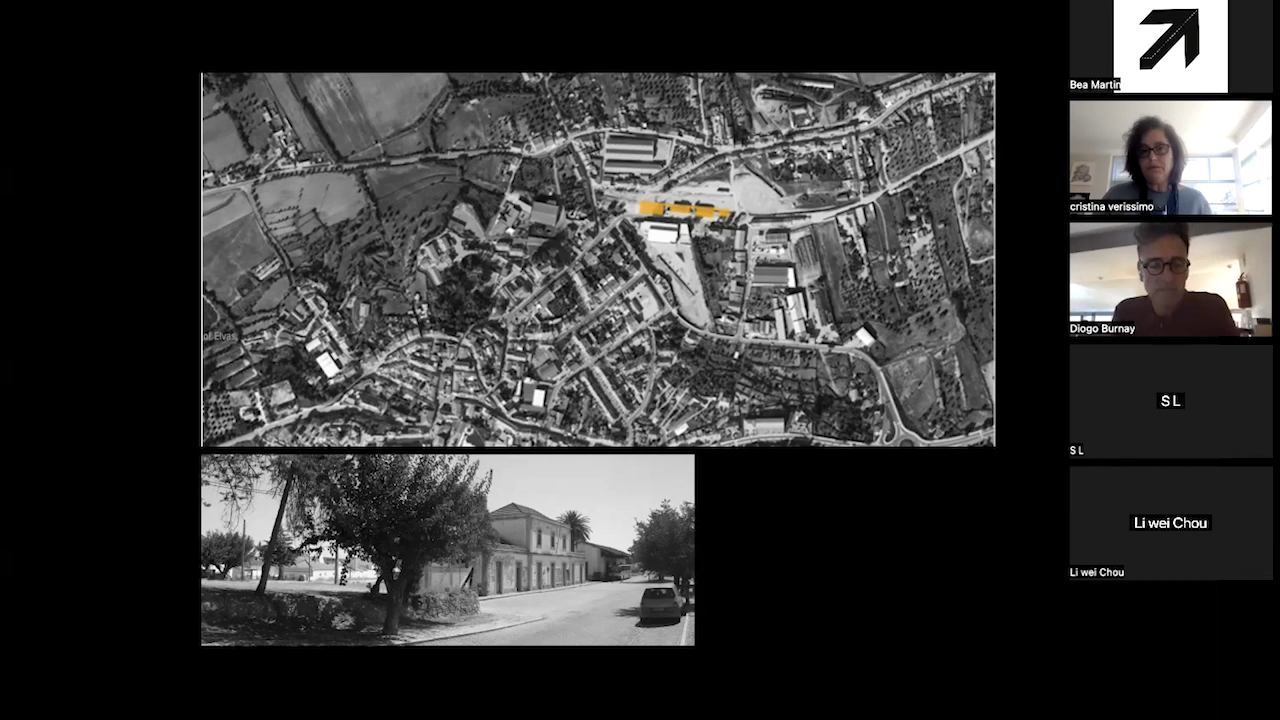 of Elvas
Bea Martin
cristina verissimo
Diogo Burnay
S L
S L
Li wei Chou
Li wei Chou